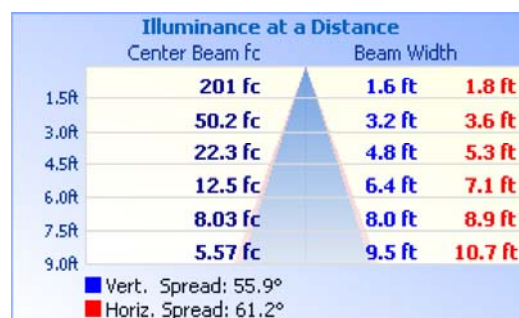 Illuminance at a Distance
Center Beam fc Beam Width
201 fc 1.6 ft 1.8 ft
1.5ft
50.2 fc 3.2 ft 3.6 ft
3.0ft
22.3 fc 4.8 ft 5.3 ft
4.5ft
12.5 fc 6.4 ft 7.1 ft
6.0ft
8.03 fc 8.0 ft 8.9 ft
7.5ft
5.57 fc 9.5 ft 10.7 ft
9.0ft
Vert. Spread: 55.9°
Horiz. Spread: 61.2°